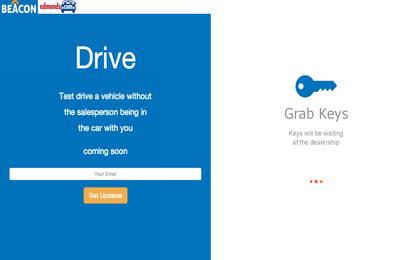 BEACON
edmunds.com
Drive
Test drive a vehicle without
the salesperson being in
the car with you
coming soon
Your Email
Get Updates
Grab Keys
Keys will be waiting
at the dealership